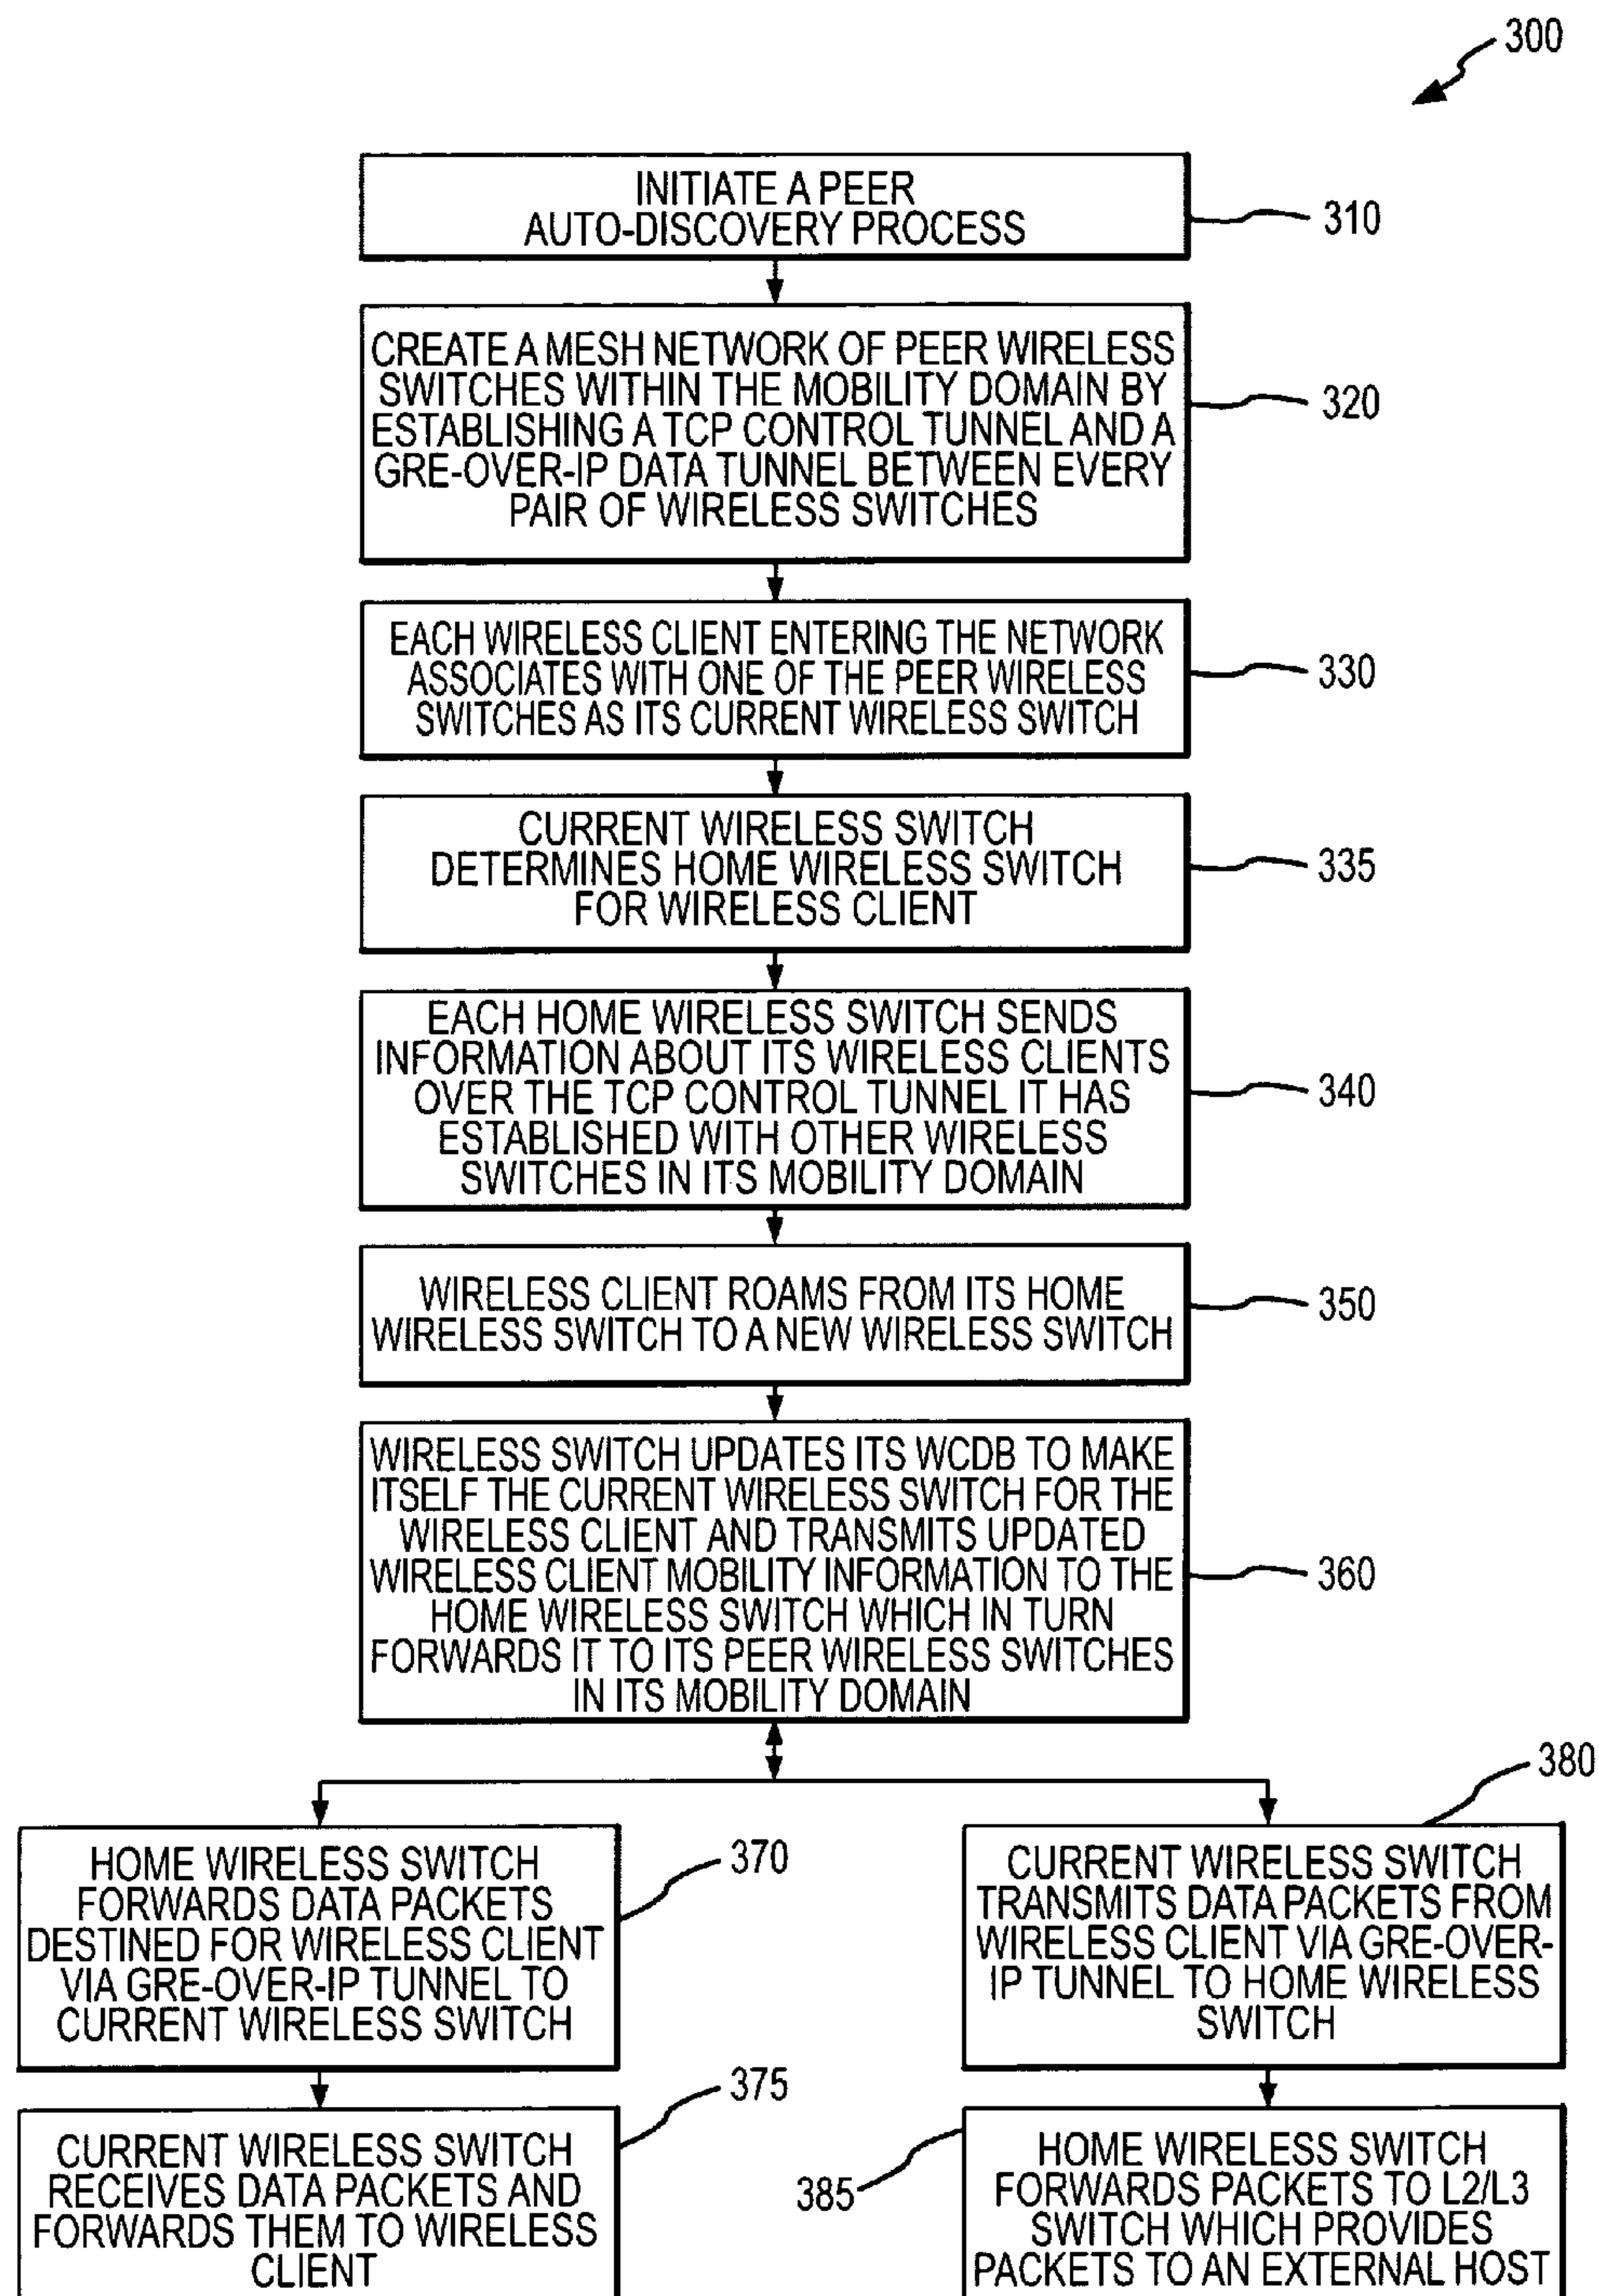 300
INITIATE A PEER
AUTO-DISCOVERY PROCESS
310
CREATE A MESH NETWORK OF PEER WIRELESS
SWITCHES WITHIN THE MOBILITY DOMAIN BY
ESTABLISHING A TCP CONTROL TUNNEL AND A
GRE-OVER-IP DATA TUNNEL BETWEEN EVERY
PAIR OF WIRELESS SWITCHES
320
EACH WIRELESS CLIENT ENTERING THE NETWORK
ASSOCIATES WITH ONE OF THE PEER WIRELESS
SWITCHES AS ITS CURRENT WIRELESS SWITCH
330
CURRENT WIRELESS SWITCH
DETERMINES HOME WIRELESS SWITCH
FOR WIRELESS CLIENT
335
EACH HOME WIRELESS SWITCH SENDS
INFORMATION ABOUT ITS WIRELESS CLIENTS
OVER THE TCP CONTROL TUNNEL IT HAS
ESTABLISHED WITH OTHER WIRELESS
SWITCHES IN ITS MOBILITY DOMAIN
340
WIRELESS CLIENT ROAMS FROM ITS HOME
WIRELESS SWITCH TO A NEW WIRELESS SWITCH
350
WIRELESS SWITCH UPDATES ITS WCDB TO MAKE
ITSELF THE CURRENT WIRELESS SWITCH FOR THE
WIRELESS CLIENT AND TRANSMITS UPDATED
WIRELESS CLIENT MOBILITY INFORMATION TO THE
HOME WIRELESS SWITCH WHICH IN TURN
FORWARDS IT TO ITS PEER WIRELESS SWITCHES
IN ITS MOBILITY DOMAIN
360
HOME WIRELESS SWITCH
FORWARDS DATA PACKETS
DESTINED FOR WIRELESS CLIENT
VIA GRE-OVER-IP TUNNEL TO
CURRENT WIRELESS SWITCH
370
CURRENT WIRELESS SWITCH
RECEIVES DATA PACKETS AND
FORWARDS THEM TO WIRELESS
CLIENT
375
380
CURRENT WIRELESS SWITCH
TRANSMITS DATA PACKETS FROM
WIRELESS CLIENT VIA GRE-OVER-
IP TUNNEL TO HOME WIRELESS
SWITCH
385
HOME WIRELESS SWITCH
FORWARDS PACKETS TO L2/L3
SWITCH WHICH PROVIDES
PACKETS TO AN EXTERNAL HOST